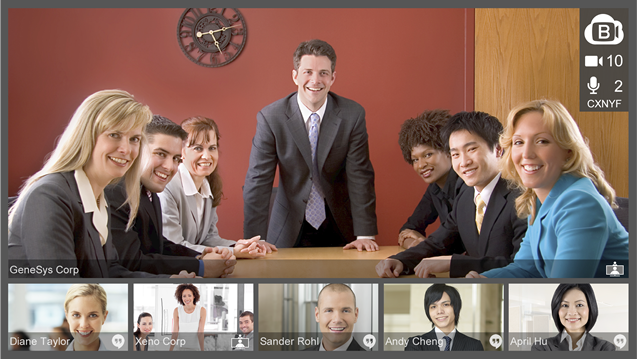 B
10
2
CXNYF
GeneSys Corp
Diane Taylor
Xeno Corp
Sander Rohl
Andy Cheng
April Hu